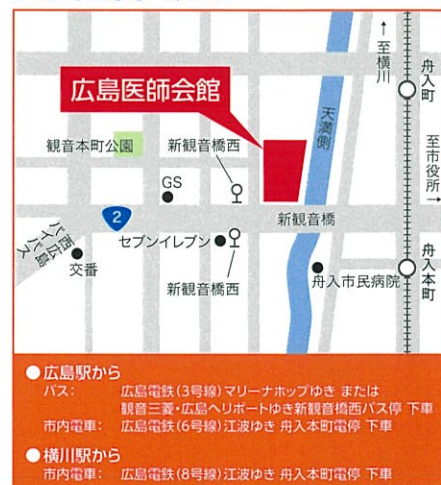 ↑至横川
舟入町
広島医師会館
天満側
観音本町公園
新観音橋西
至市役所→
GS
2
新観音橋
西広島バイパス
セブンイレブン
舟入本町
交番
新観音橋西
舟入市民病院
●広島駅から
バス: 広島電鉄(3号線)マリーナホップゆき または
観音三菱・広島ヘリポートゆき新観音橋西バス停 下車
市内電車: 広島電鉄(6号線)江波ゆき 舟入本町電停 下車
●横川駅から
市内電車: 広島電鉄(8号線)江波ゆき 舟入本町電停 下車